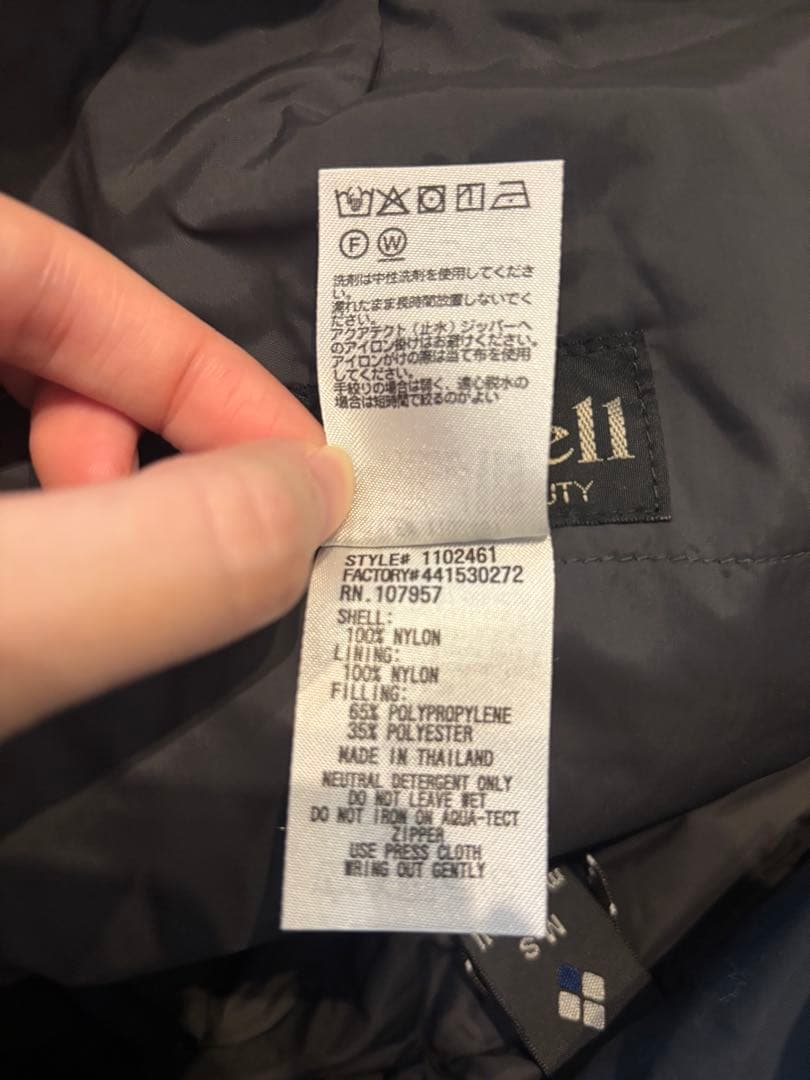 F W
洗剤は中性洗剤を使用してくださ
い。
濡れたまま長時間放置しないでく
ださい。
アクアテクト（止水）ジッパーへ
のアイロン掛けはお避けください。
アイロンがけの際は当て布を使用
してください。
手絞りの場合は弱く、遠心脱水の
場合は短時間で絞るのがよい
ell
UTY
STYLE# 1102461
FACTORY#441530272
RN.107957
SHELL:
100% NYLON
LINING:
100% NYLON
FILLING:
65% POLYPROPYLENE
35% POLYESTER
MADE IN THAILAND
NEUTRAL DETERGENT ONLY
DO NOT LEAVE WET
DO NOT IRON ON AQUA-TECT
ZIPPER
USE PRESS CLOTH
WRING OUT GENTLY